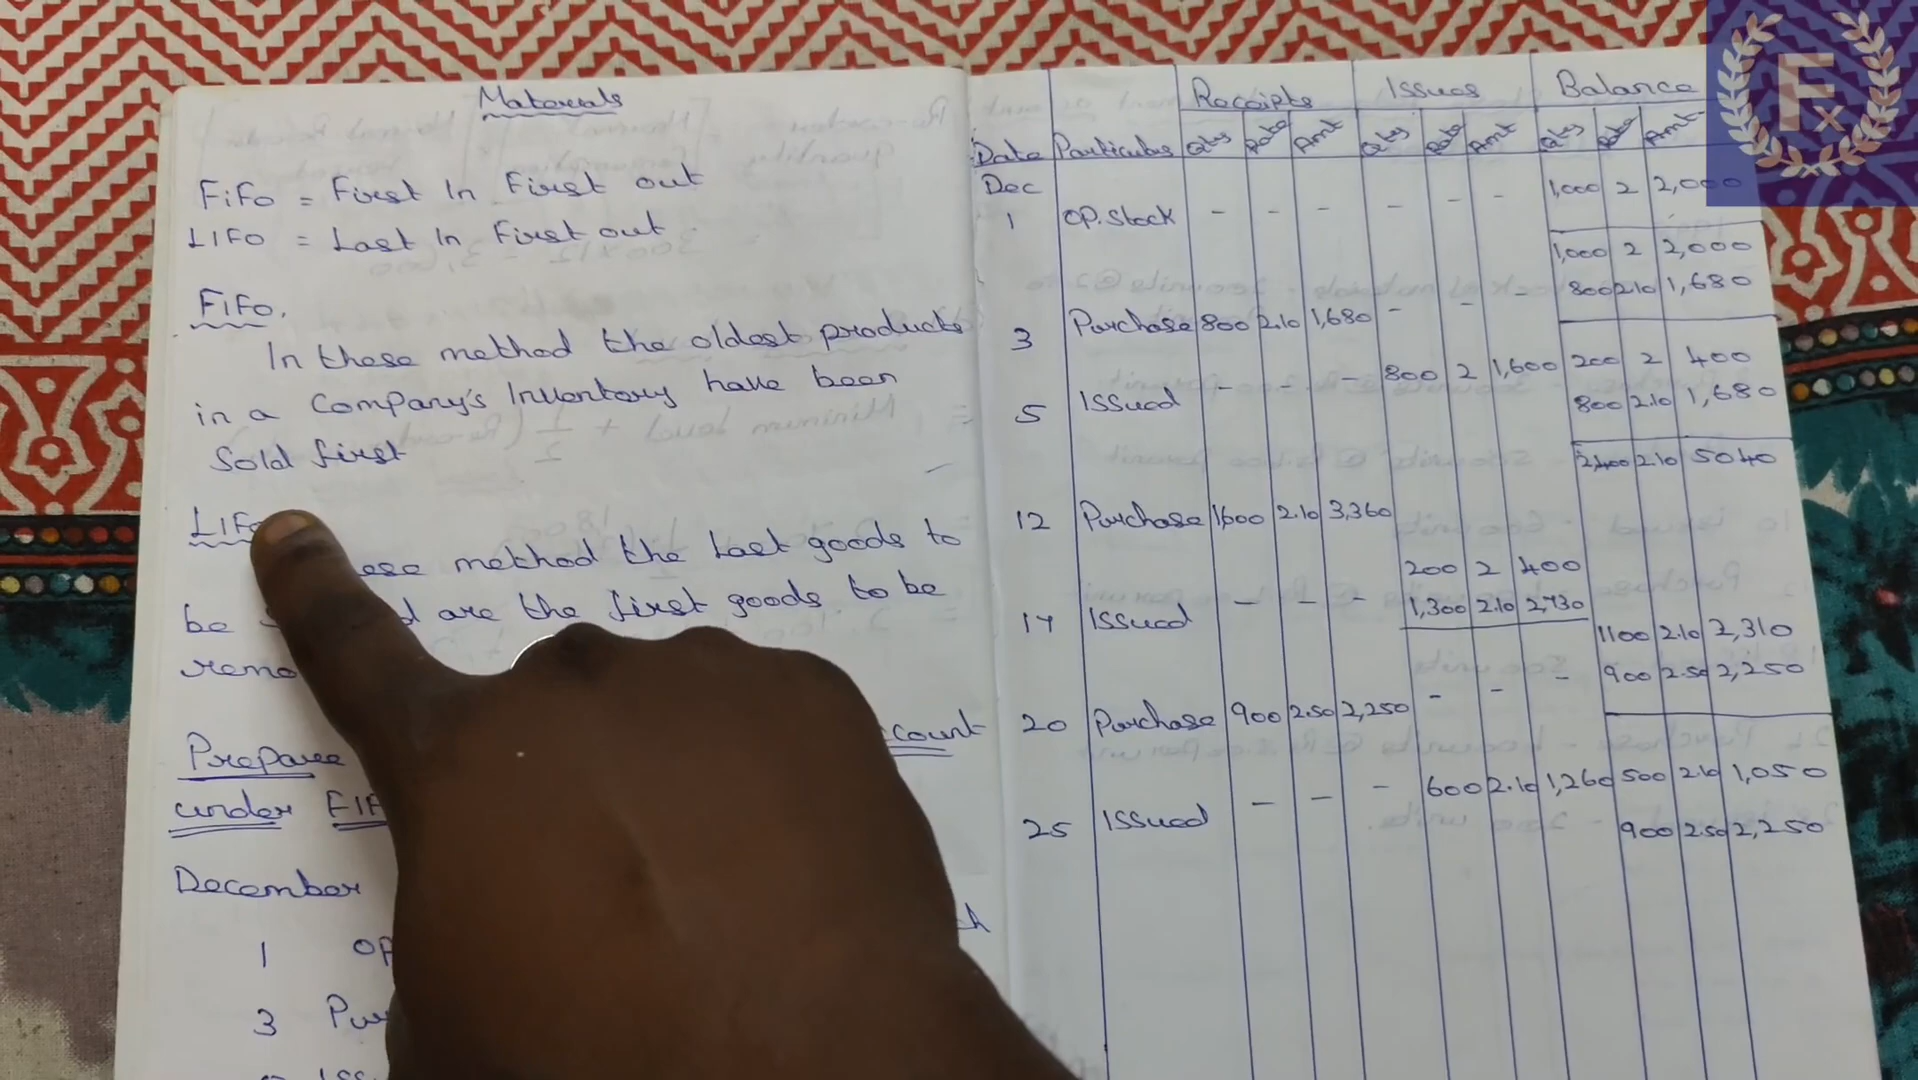 Materials
FiFo = First In First out
LIFo = Last In First out
FiFo.
In these method the oldest products
in a Company's Inventory have been
Sold first
LIFo
ese method the Last goods to
be are the first goods to be
remo
Prepare count
under FIF
December
1 OP
3 Pur
Iss
Receipts Issues Balance
Date Particulars Qty Rate Amt Qty Rate Amt Qty Rate Amt
Dec
1 OP. Stock - - - - - - 1,000 2 2,000
1,000 2 2,000
3 Purchase 800 2.10 1,680 - - - 800 2.10 1,680
5 Issued - - - 800 2 1,600 200 2 400
800 2.10 1,680
2400 2.10 5040
12 Purchase 1600 2.10 3,360
200 2 400
17 Issued - - - 1,300 2.10 2,730
1100 2.10 2,310
20 Purchase 900 2.50 2,250 - - - 900 2.50 2,250
25 Issued - - - 600 2.10 1,260 500 2.10 1,050
900 2.50 2,250
Fx